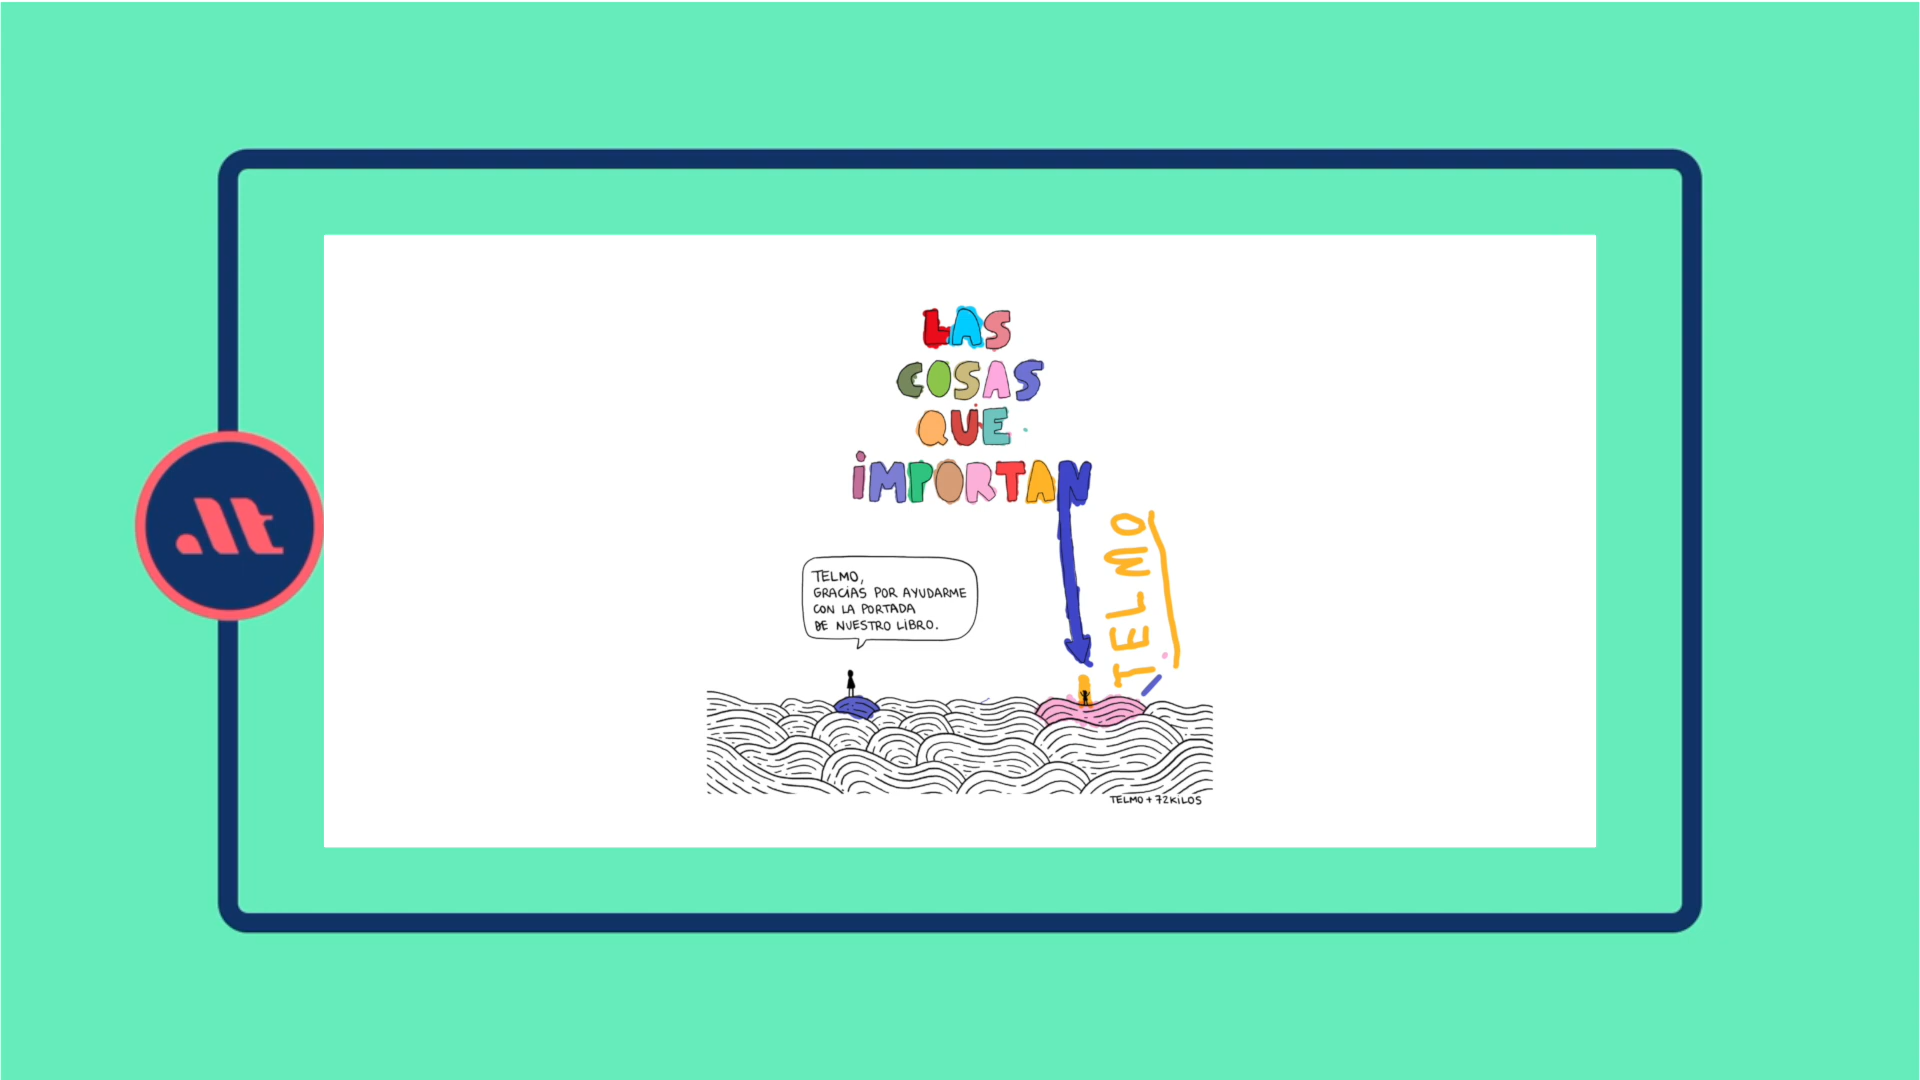 LAS
COSAS
QUE
iMPORTAN
TELMO
TELMO,
GRACiAS POR AYUDARME
CON LA PORTADA
DE NUESTRO LiBRO.
TELMO + 72KiLOS